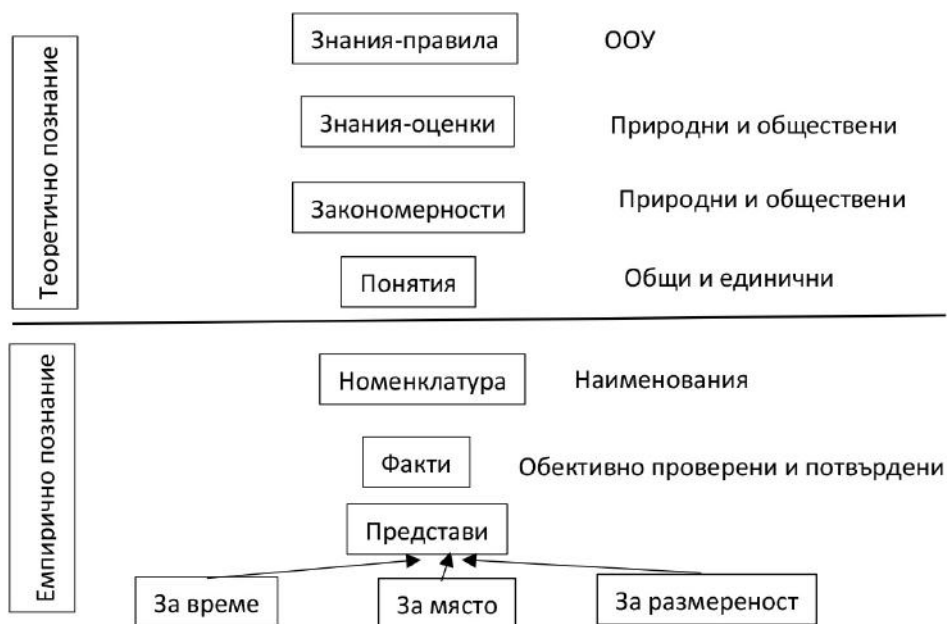 Теоретично познание
Знания-правила ООУ
Знания-оценки Природни и обществени
Закономерности Природни и обществени
Понятия Общи и единични
Емпирично познание
Номенклатура Наименования
Факти Обективно проверени и потвърдени
Представи
За време За място За размереност